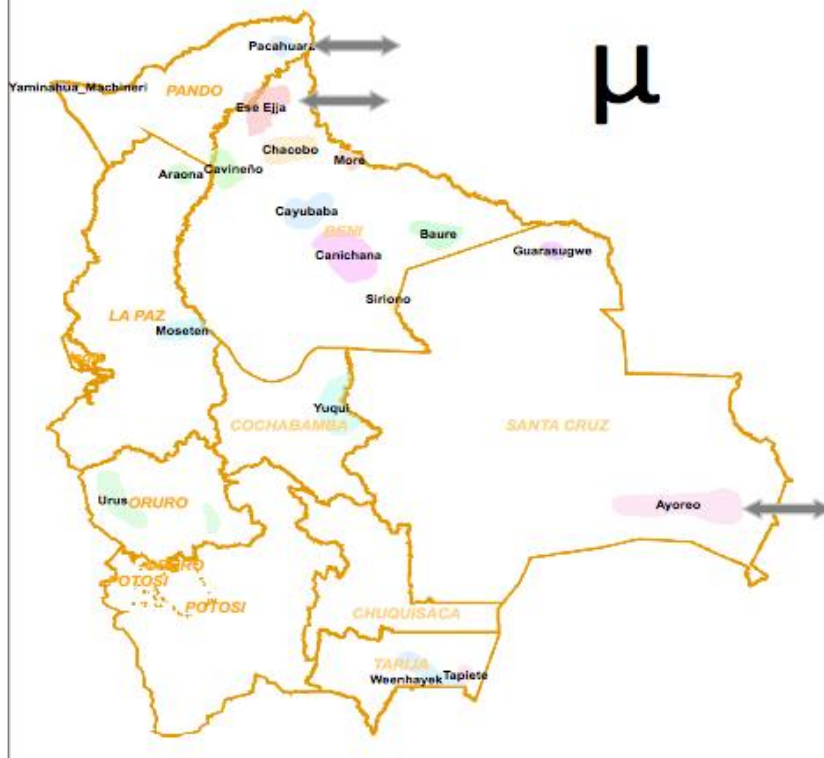 µ
Pacahuara
Yaminahua_Machineri
PANDO
Ese Ejja
Chacobo
More
Araona
Cavineño
Cayubaba
BENI
Baure
Canichana
Guarasugwe
Siriono
LA PAZ
Moseten
Yuqui
COCHABAMBA
SANTA CRUZ
Urus
ORURO
Ayoreo
POTOSI
POTOSI
CHUQUISACA
TARIJA
Weenhayek
Tapiete